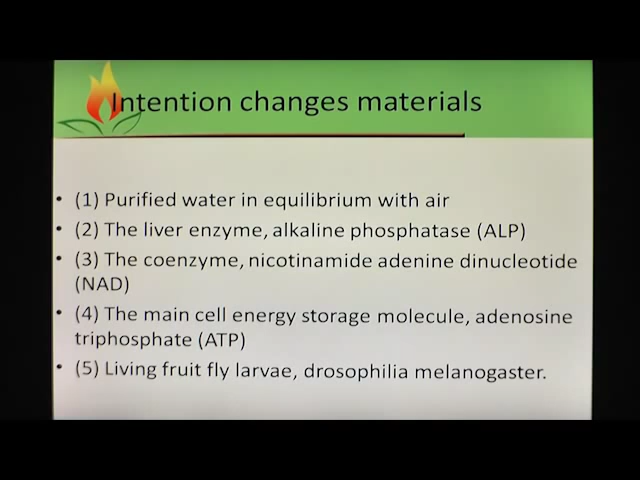 Intention changes materials
• (1) Purified water in equilibrium with air
• (2) The liver enzyme, alkaline phosphatase (ALP)
• (3) The coenzyme, nicotinamide adenine dinucleotide
(NAD)
• (4) The main cell energy storage molecule, adenosine
triphosphate (ATP)
• (5) Living fruit fly larvae, drosophilia melanogaster.